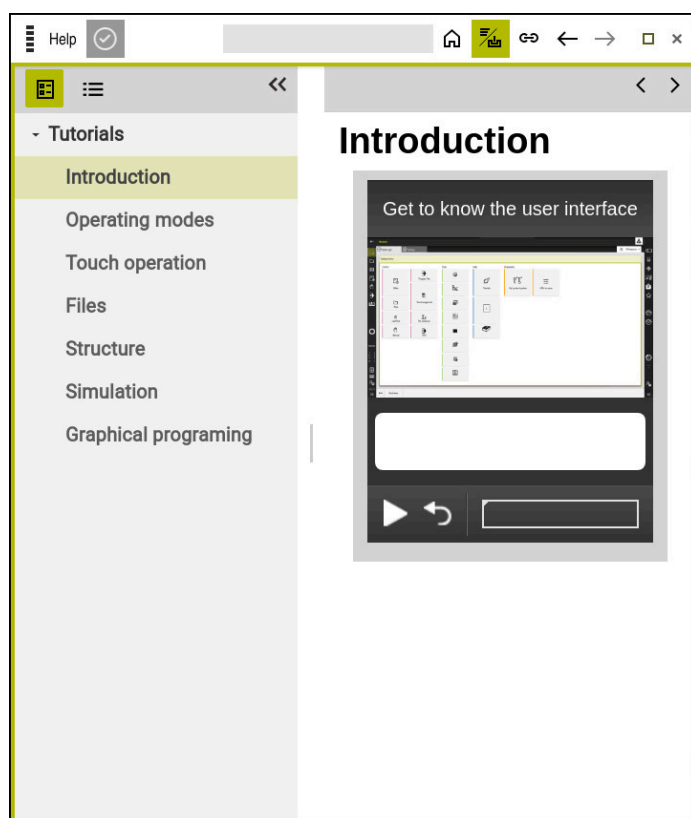 Help
Tutorials
Introduction
Operating modes
Touch operation
Files
Structure
Simulation
Graphical programing
Introduction
Get to know the user interface